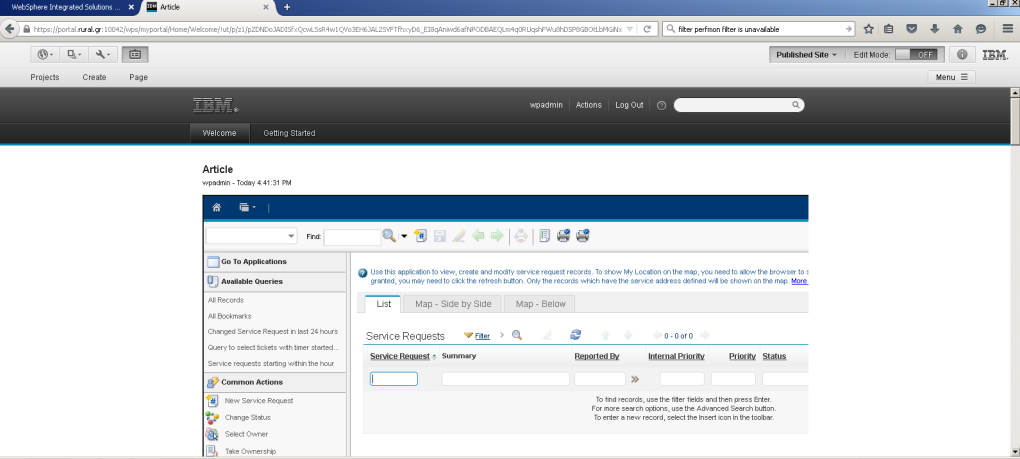 WebSphere Integrated Solutions ...
Article
https://portal.rural.gr:10042/wps/myportal/Home/Welcome/
filter perfmon filter is unavailable
Published Site
Edit Mode:
OFF
IBM.
Projects
Create
Page
Menu
IBM
wpadmin
Actions
Log Out
Welcome
Getting Started
Article
wpadmin - Today 4:41:31 PM
Find:
Go To Applications
Available Queries
All Records
All Bookmarks
Changed Service Request in last 24 hours
Query to select tickets with timer started...
Service requests starting within the hour
Common Actions
New Service Request
Change Status
Select Owner
Take Ownership
Use this application to view, create and modify service request records. To show My Location on the map, you need to allow the browser to s
granted, you may need to click the refresh button. Only the records which have the service address defined will be shown on the map. More
List
Map - Side by Side
Map - Below
Service Requests
Filter
0 - 0 of 0
Service Request
Summary
Reported By
Internal Priority
Priority
Status
To find records, use the filter fields and then press Enter.
For more search options, use the Advanced Search button.
To enter a new record, select the Insert icon in the toolbar.